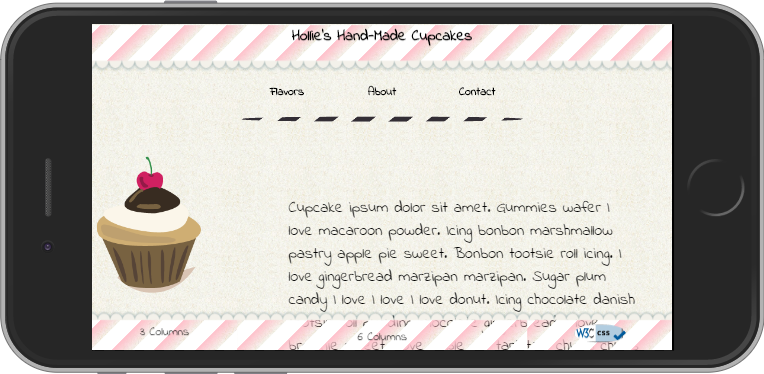 Hollie's Hand-Made Cupcakes
Flavors About Contact
Cupcake ipsum dolor sit amet. Gummies wafer I
love macaroon powder. Icing bonbon marshmallow
pastry apple pie sweet. Bonbon tootsie roll icing. I
love gingerbread marzipan marzipan. Sugar plum
candy I love I love I love donut. Icing chocolate danish
3 Columns
6 Columns
W3C css